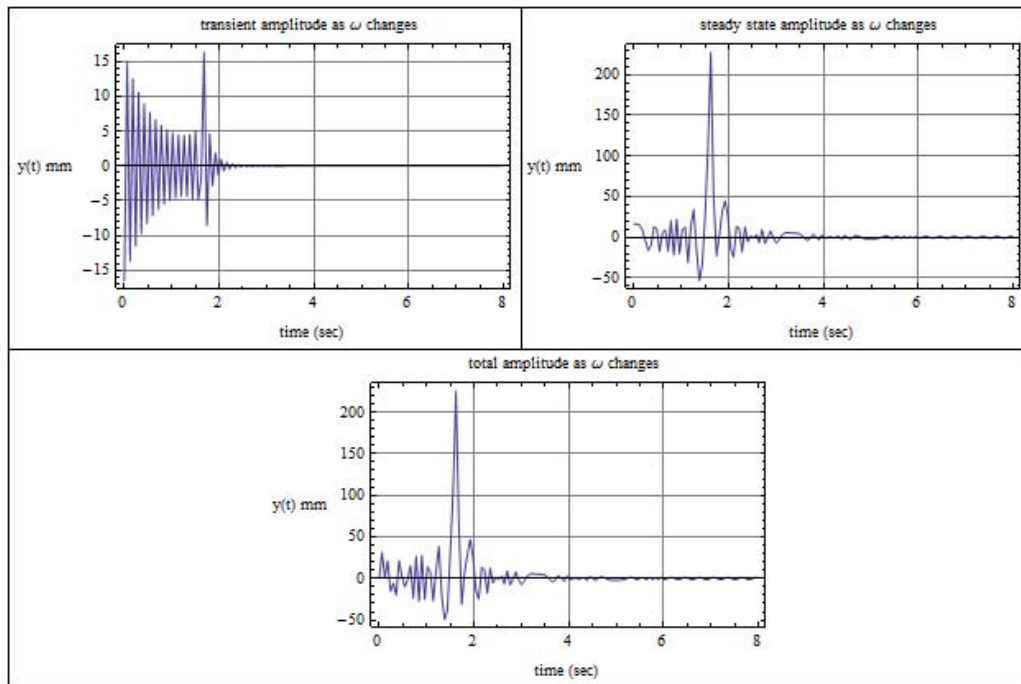 transient amplitude as ω changes
15
10
5
0
−5
−10
−15
y(t) mm
0 2 4 6 8
time (sec)
steady state amplitude as ω changes
200
150
100
50
0
−50
y(t) mm
0 2 4 6 8
time (sec)
total amplitude as ω changes
200
150
100
50
0
−50
y(t) mm
0 2 4 6 8
time (sec)